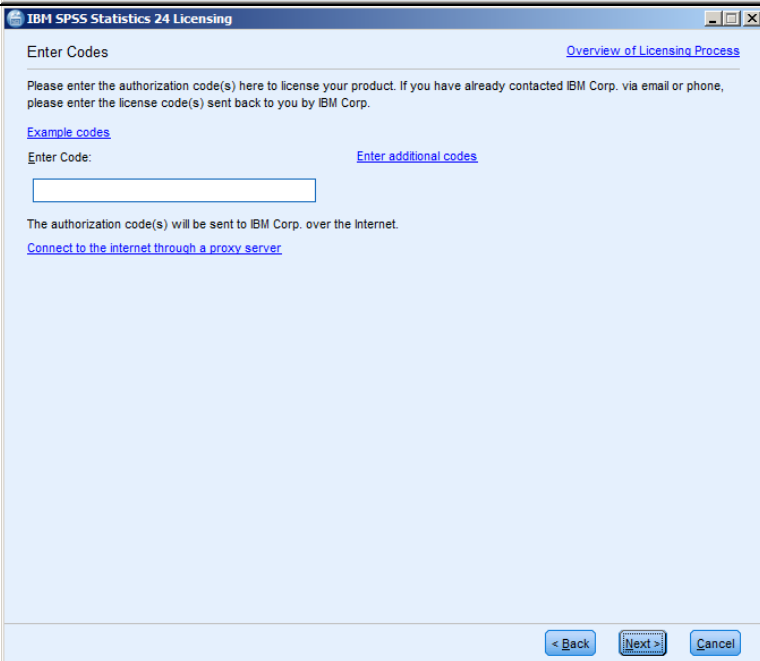 IBM SPSS Statistics 24 Licensing
Enter Codes
Overview of Licensing Process
Please enter the authorization code(s) here to license your product. If you have already contacted IBM Corp. via email or phone,
please enter the license code(s) sent back to you by IBM Corp.
Example codes
Enter Code:
Enter additional codes
The authorization code(s) will be sent to IBM Corp. over the Internet.
Connect to the internet through a proxy server
< Back
Next >
Cancel